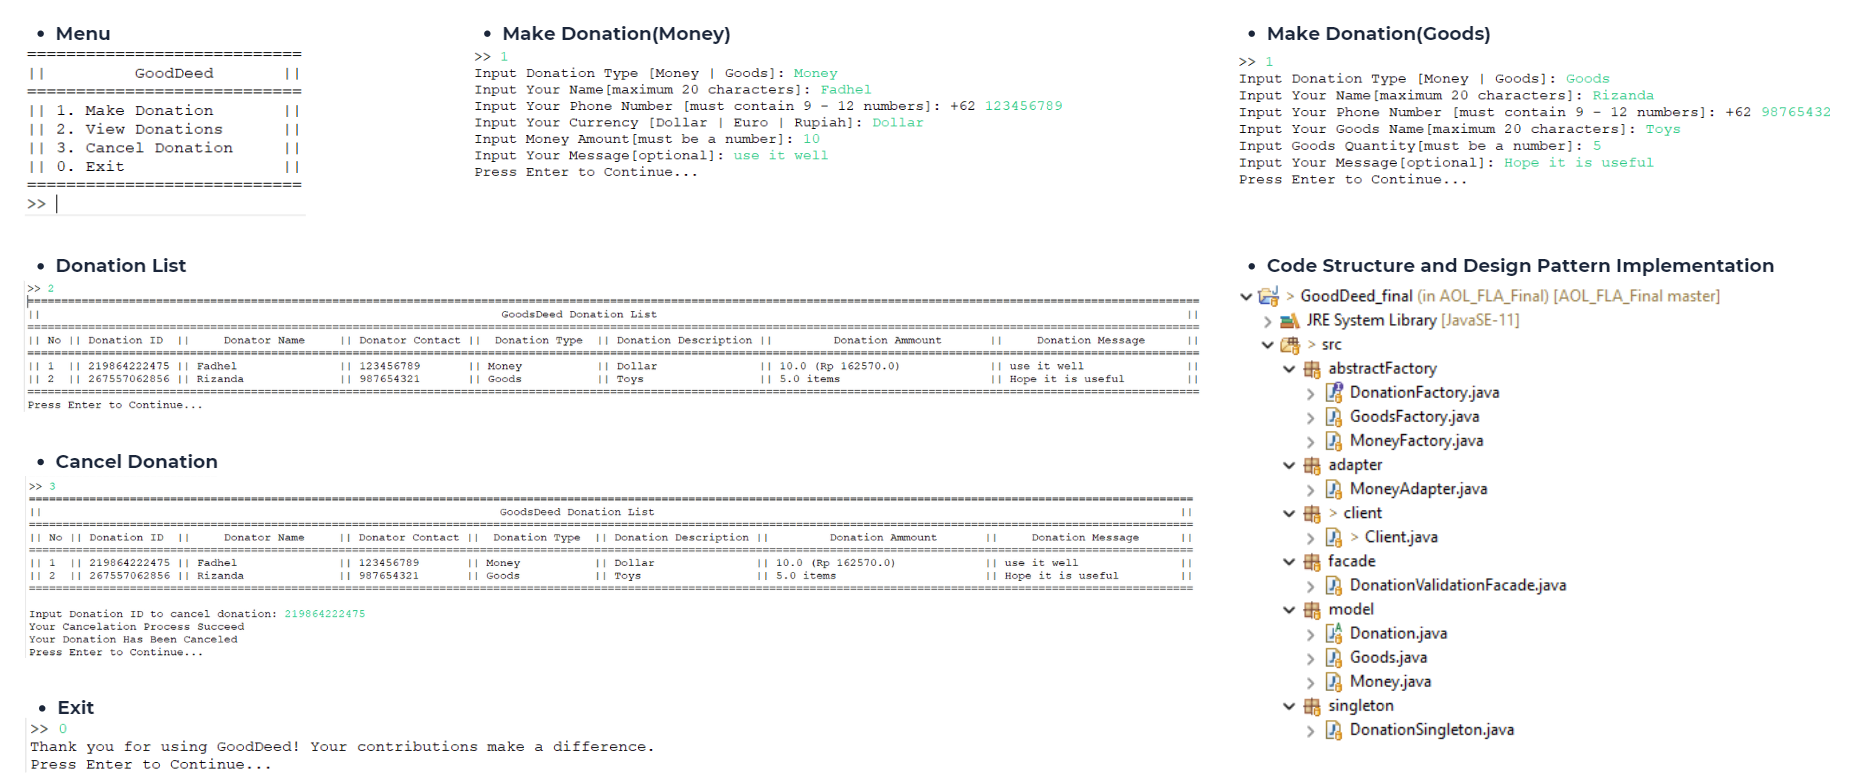 • Menu
==========================
|| GoodDeed ||
==========================
|| 1. Make Donation ||
|| 2. View Donations ||
|| 3. Cancel Donation ||
|| 0. Exit ||
==========================
>>
• Make Donation(Money)
>> 1
Input Donation Type [Money | Goods]: Money
Input Your Name[maximum 20 characters]: Fadhel
Input Your Phone Number [must contain 9 - 12 numbers]: +62 123456789
Input Your Currency [Dollar | Euro | Rupiah]: Dollar
Input Money Amount[must be a number]: 10
Input Your Message[optional]: use it well
Press Enter to Continue...
• Make Donation(Goods)
>> 1
Input Donation Type [Money | Goods]: Goods
Input Your Name[maximum 20 characters]: Rizanda
Input Your Phone Number [must contain 9 - 12 numbers]: +62 98765432
Input Your Goods Name[maximum 20 characters]: Toys
Input Goods Quantity[must be a number]: 5
Input Your Message[optional]: Hope it is useful
Press Enter to Continue...
• Donation List
>> 2
|| GoodsDeed Donation List ||
|| No || Donation ID || Donator Name || Donator Contact || Donation Type || Donation Description || Donation Ammount || Donation Message ||
|| 1 || 219864222475 || Fadhel || 123456789 || Money || Dollar || 10.0 (Rp 162570.0) || use it well ||
|| 2 || 267557062856 || Rizanda || 987654321 || Goods || Toys || 5.0 items || Hope it is useful ||
Press Enter to Continue...
• Cancel Donation
>> 3
|| GoodsDeed Donation List ||
|| No || Donation ID || Donator Name || Donator Contact || Donation Type || Donation Description || Donation Ammount || Donation Message ||
|| 1 || 219864222475 || Fadhel || 123456789 || Money || Dollar || 10.0 (Rp 162570.0) || use it well ||
|| 2 || 267557062856 || Rizanda || 987654321 || Goods || Toys || 5.0 items || Hope it is useful ||
Input Donation ID to cancel donation: 219864222475
Your Cancelation Process Succeed
Your Donation Has Been Canceled
Press Enter to Continue...
• Exit
>> 0
Thank you for using GoodDeed! Your contributions make a difference.
Press Enter to Continue...
• Code Structure and Design Pattern Implementation
> GoodDeed_final (in AOL_FLA_Final) [AOL_FLA_Final master]
JRE System Library [JavaSE-11]
> src
abstractFactory
DonationFactory.java
GoodsFactory.java
MoneyFactory.java
adapter
MoneyAdapter.java
> client
> Client.java
facade
DonationValidationFacade.java
model
Donation.java
Goods.java
Money.java
singleton
DonationSingleton.java